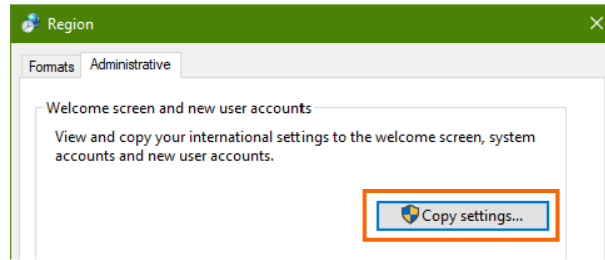 Region
Formats
Administrative
Welcome screen and new user accounts
View and copy your international settings to the welcome screen, system
accounts and new user accounts.
Copy settings...